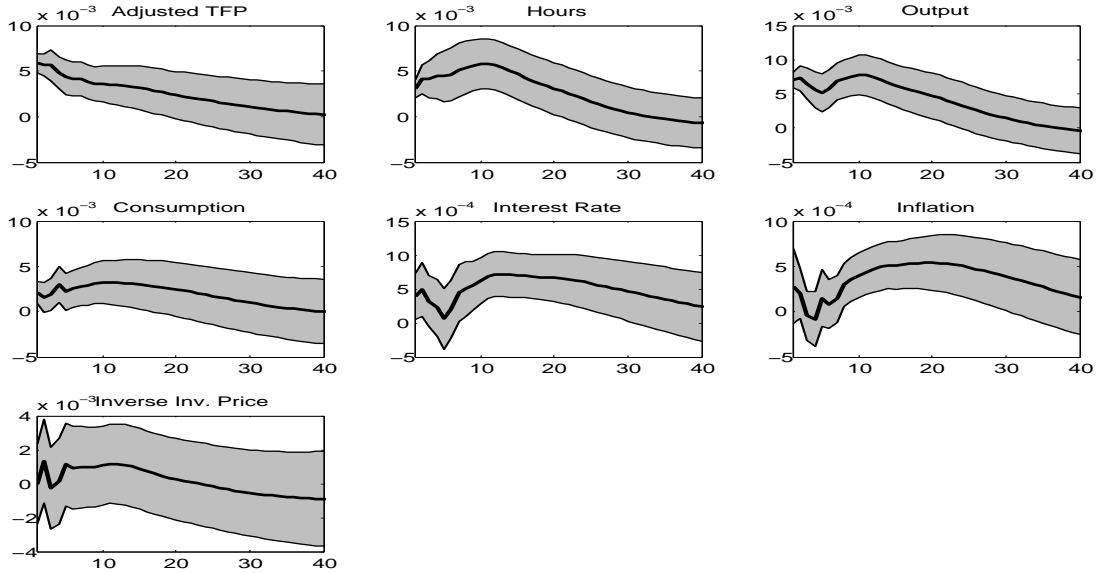 x 10⁻³ Adjusted TFP
10
5
0
−5
10 20 30 40
x 10⁻³ Hours
10
5
0
−5
10 20 30 40
x 10⁻³ Output
15
10
5
0
−5
10 20 30 40
x 10⁻³ Consumption
10
5
0
−5
10 20 30 40
x 10⁻⁴ Interest Rate
15
10
5
0
−5
10 20 30 40
x 10⁻⁴ Inflation
10
5
0
−5
10 20 30 40
x 10⁻³ Inverse Inv. Price
4
2
0
−2
−4
10 20 30 40